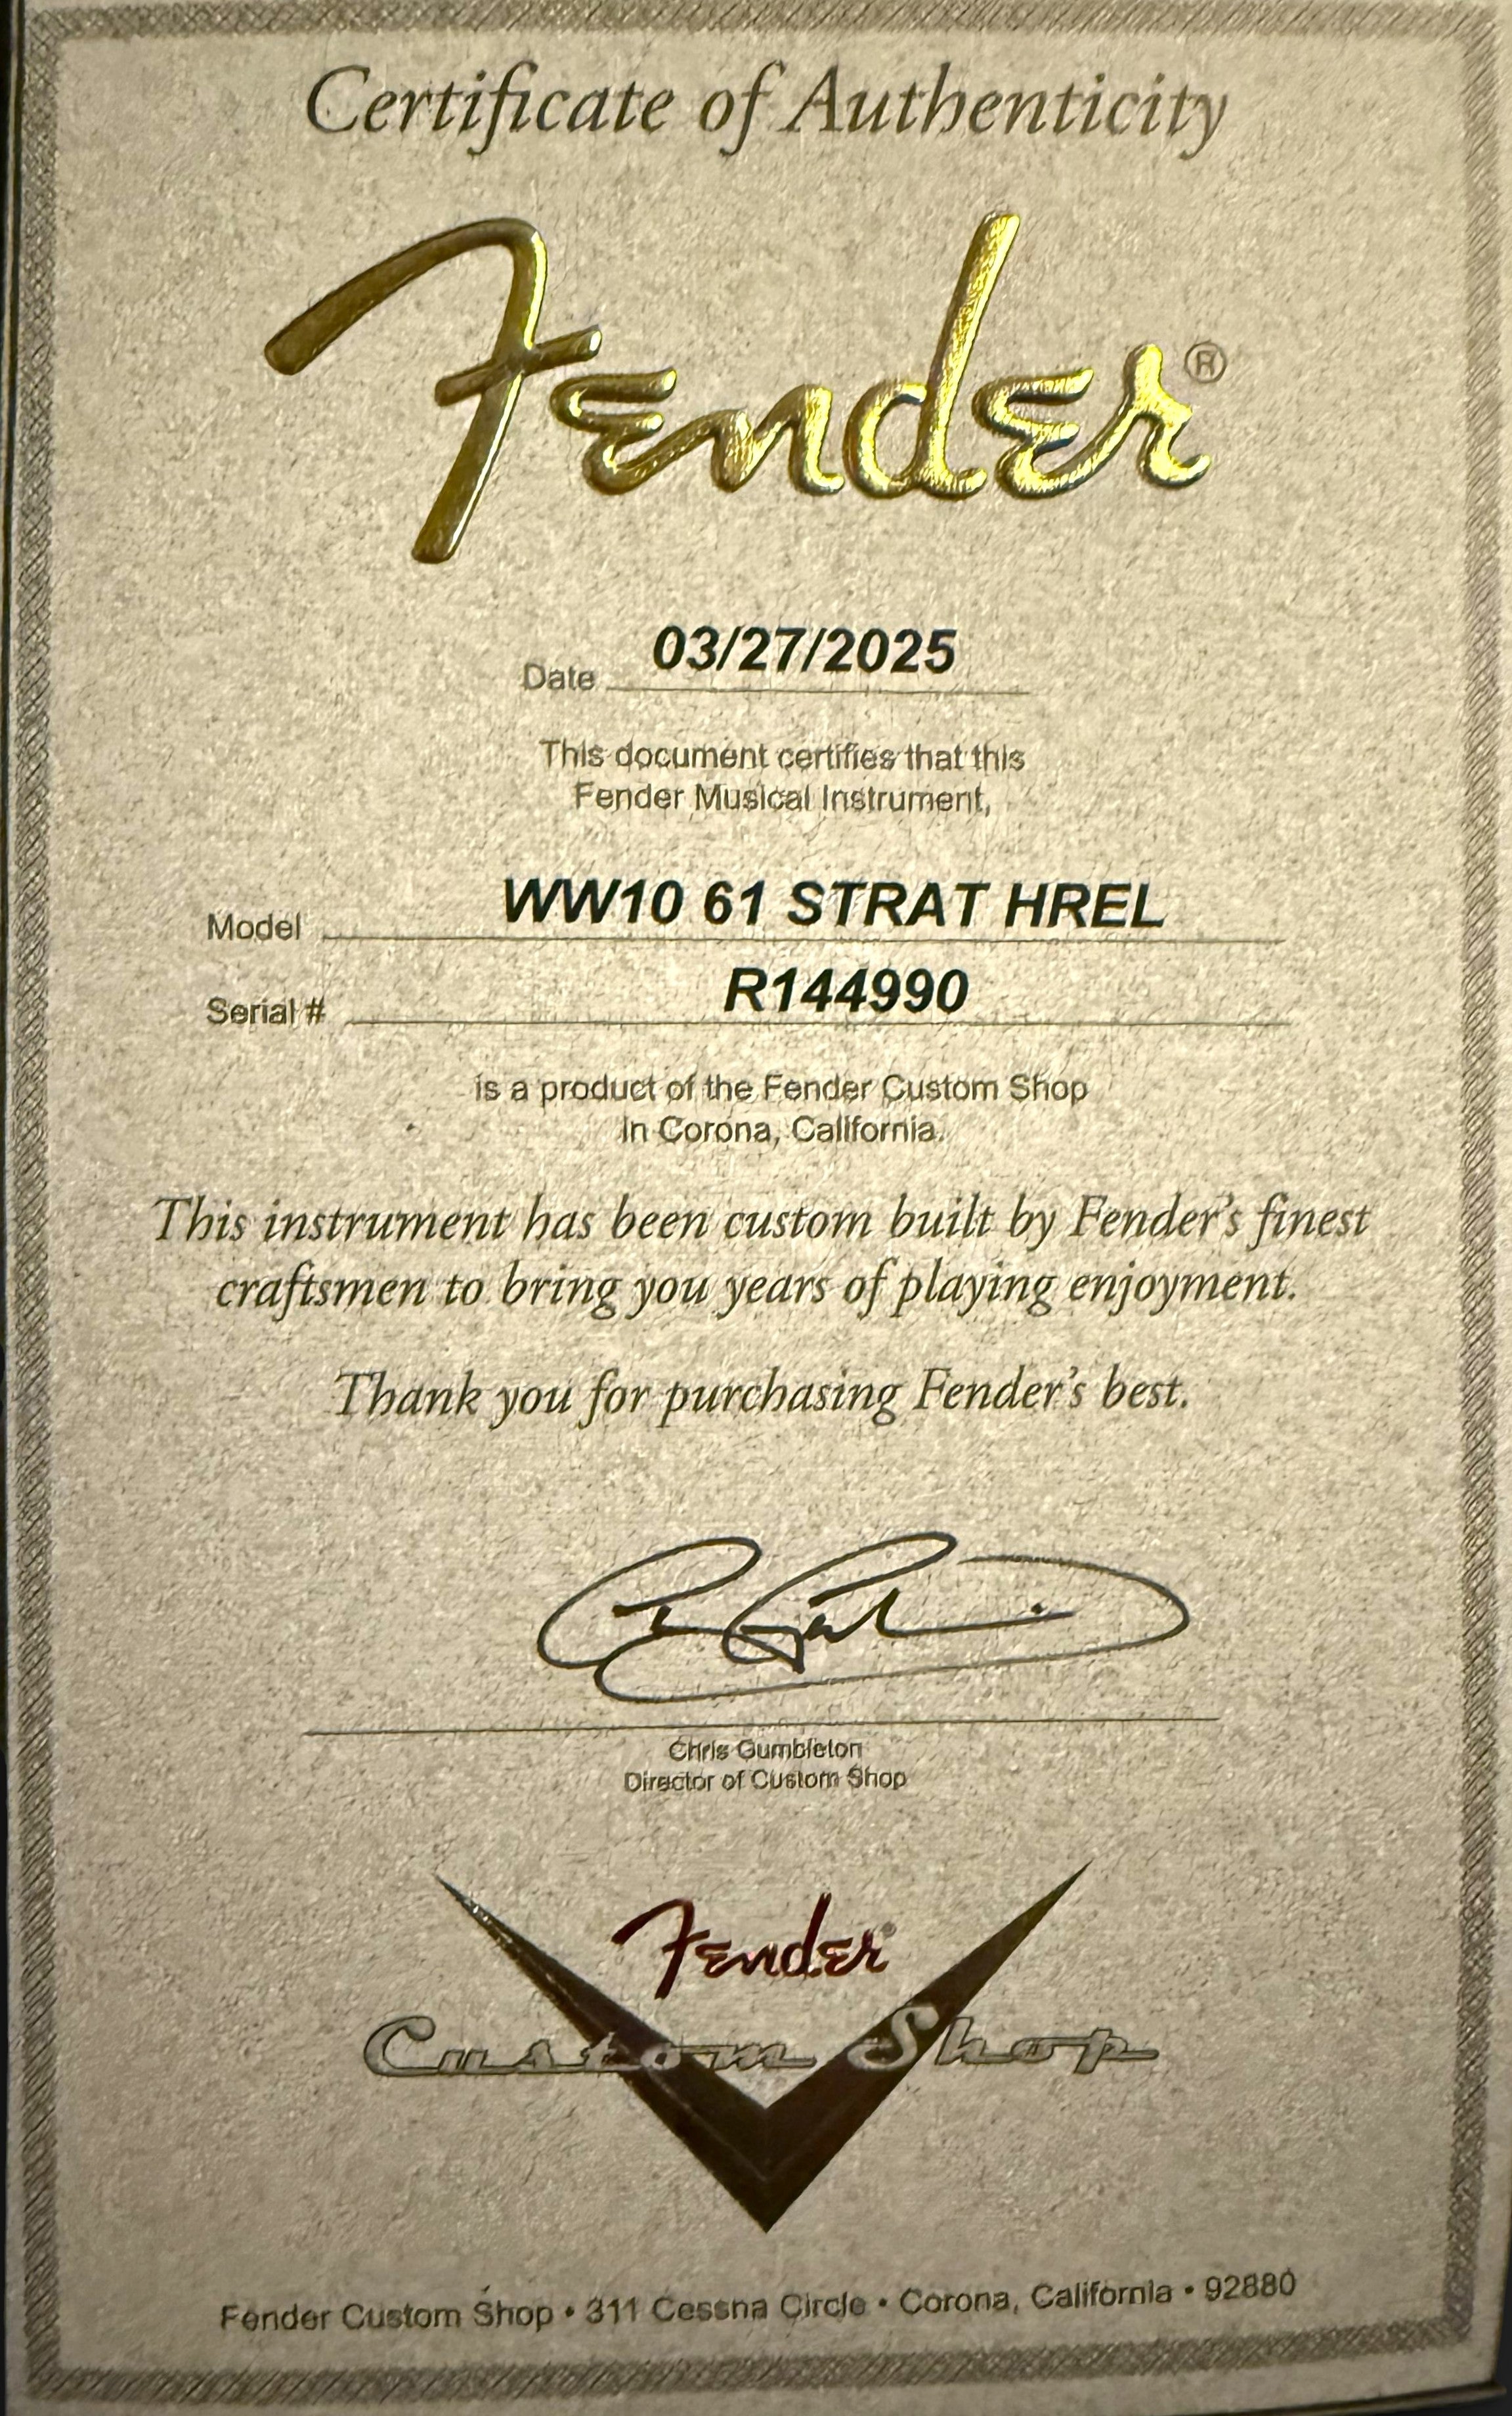 Certificate of Authenticity
Fender®
Date 03/27/2025
This document certifies that this
Fender Musical Instrument,
Model WW10 61 STRAT HREL
Serial # R144990
is a product of the Fender Custom Shop
in Corona, California.
This instrument has been custom built by Fender's finest
craftsmen to bring you years of playing enjoyment.
Thank you for purchasing Fender's best.
Chris Gumbleton
Director of Custom Shop
Fender®
Custom Shop
Fender Custom Shop • 311 Cessna Circle • Corona, California • 92880